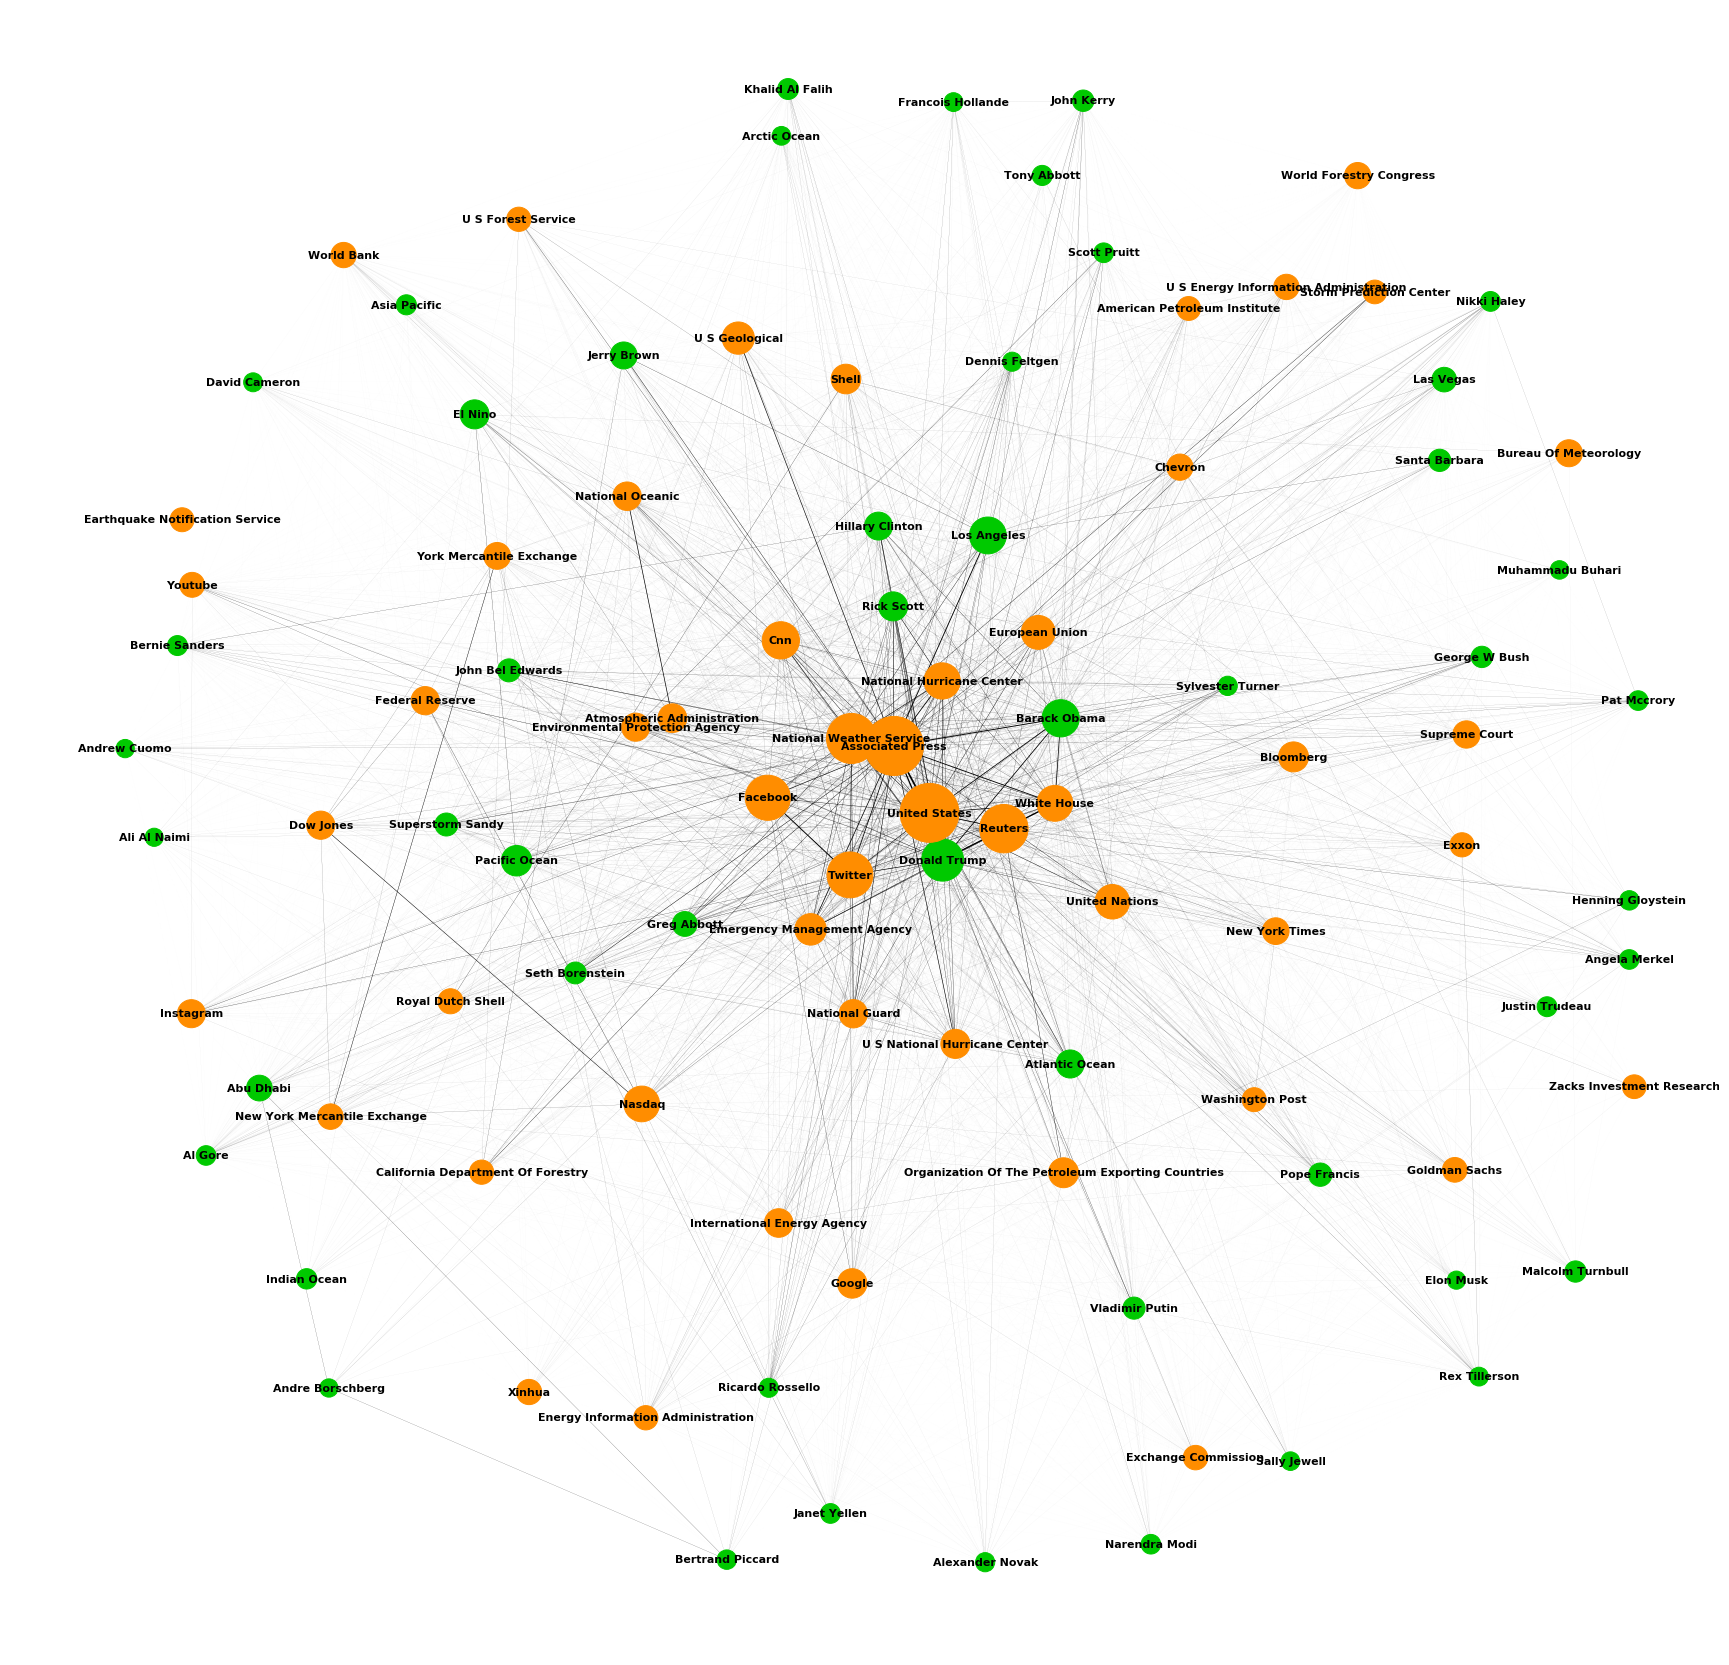 Khalid Al Falih
Francois Hollande
John Kerry
Arctic Ocean
Tony Abbott
World Forestry Congress
U S Forest Service
World Bank
Scott Pruitt
U S Energy Information Administration
Storm Prediction Center
Nikki Haley
Asia Pacific
American Petroleum Institute
U S Geological
Jerry Brown
Dennis Feltgen
David Cameron
Shell
Las Vegas
El Nino
Bureau Of Meteorology
Santa Barbara
Chevron
National Oceanic
Earthquake Notification Service
Hillary Clinton
Los Angeles
York Mercantile Exchange
Muhammadu Buhari
Youtube
Rick Scott
European Union
Cnn
Bernie Sanders
George W Bush
John Bel Edwards
National Hurricane Center
Sylvester Turner
Federal Reserve
Pat Mccrory
Atmospheric Administration
Barack Obama
Environmental Protection Agency
Supreme Court
National Weather Service
Associated Press
Andrew Cuomo
Bloomberg
Facebook
White House
United States
Dow Jones
Superstorm Sandy
Reuters
Ali Al Naimi
Exxon
Pacific Ocean
Donald Trump
Twitter
Henning Gloystein
United Nations
Greg Abbott
Emergency Management Agency
New York Times
Angela Merkel
Seth Borenstein
Royal Dutch Shell
Justin Trudeau
Instagram
National Guard
U S National Hurricane Center
Atlantic Ocean
Abu Dhabi
Zacks Investment Research
Washington Post
Nasdaq
New York Mercantile Exchange
Al Gore
Goldman Sachs
California Department Of Forestry
Organization Of The Petroleum Exporting Countries
Pope Francis
International Energy Agency
Malcolm Turnbull
Indian Ocean
Elon Musk
Google
Vladimir Putin
Rex Tillerson
Andre Borschberg
Ricardo Rossello
Xinhua
Energy Information Administration
Exchange Commission
Sally Jewell
Janet Yellen
Narendra Modi
Bertrand Piccard
Alexander Novak